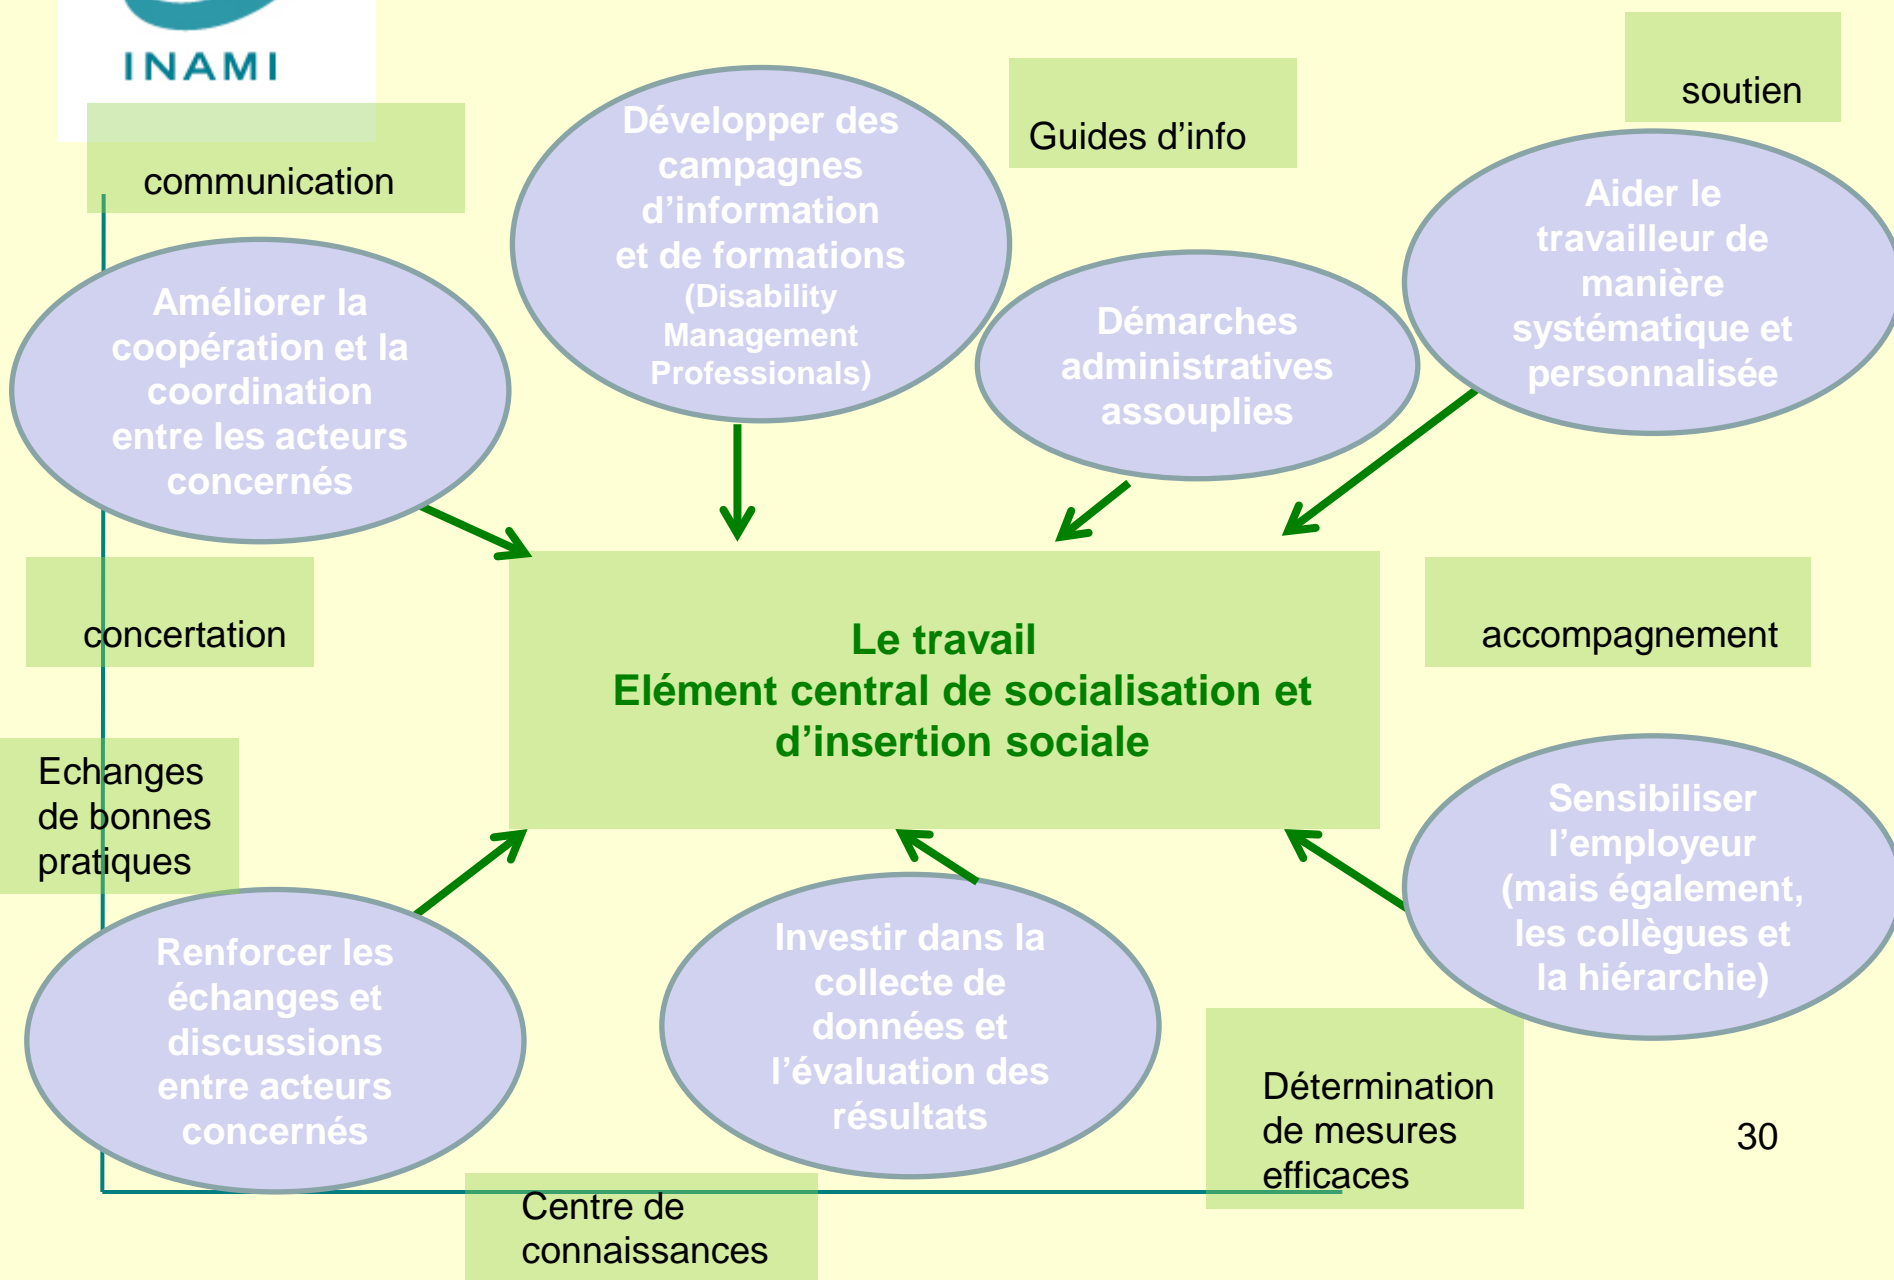 INAMI
communication
Développer des
campagnes
d’information
et de formations
(Disability
Management
Professionals)
Guides d’info
soutien
Améliorer la
coopération et la
coordination
entre les acteurs
concernés
Démarches
administratives
assouplies
Aider le
travailleur de
manière
systématique et
personnalisée
concertation
Le travail
Elément central de socialisation et
d’insertion sociale
accompagnement
Echanges
de bonnes
pratiques
Renforcer les
échanges et
discussions
entre acteurs
concernés
Investir dans la
collecte de
données et
l’évaluation des
résultats
Sensibiliser
l’employeur
(mais également,
les collègues et
la hiérarchie)
Détermination
de mesures
efficaces
Centre de
connaissances
30